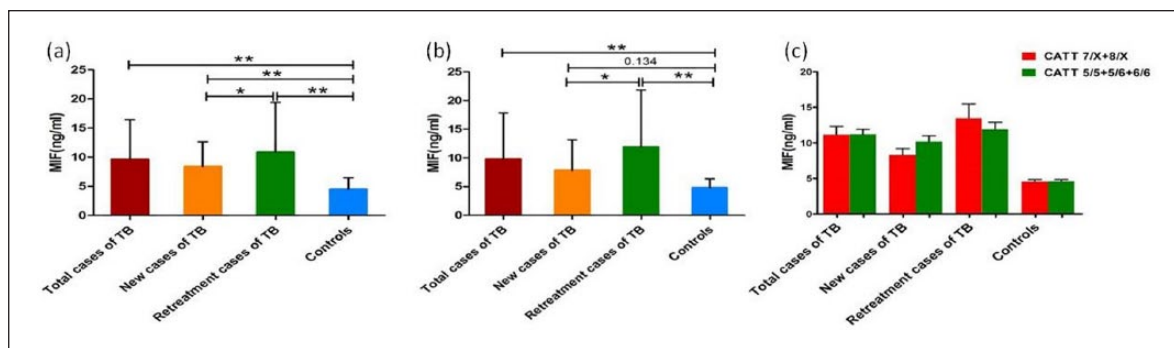 (a)
**
**
*
**
25
20
15
10
5
0
MIF(ng/ml)
Total cases of TB
New cases of TB
Retreatment cases of TB
Controls
(b)
**
0.134
*
**
25
20
15
10
5
0
MIF(ng/ml)
Total cases of TB
New cases of TB
Retreatment cases of TB
Controls
(c)
CATT 7/X+8/X
CATT 5/5+5/6+6/6
20
15
10
5
0
MIF(ng/ml)
Total cases of TB
New cases of TB
Retreatment cases of TB
Controls